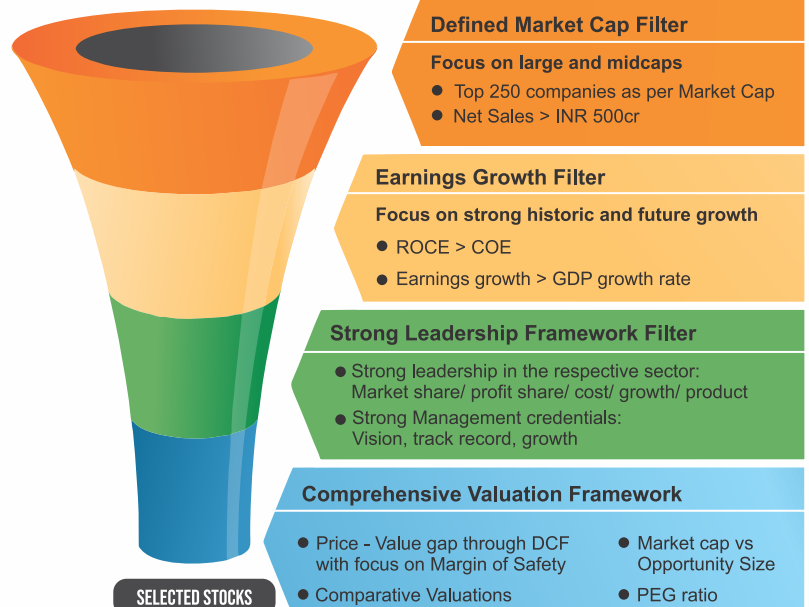 Defined Market Cap Filter
Focus on large and midcaps
● Top 250 companies as per Market Cap
● Net Sales > INR 500cr
Earnings Growth Filter
Focus on strong historic and future growth
● ROCE > COE
● Earnings growth > GDP growth rate
Strong Leadership Framework Filter
● Strong leadership in the respective sector:
Market share/ profit share/ cost/ growth/ product
● Strong Management credentials:
Vision, track record, growth
Comprehensive Valuation Framework
● Price - Value gap through DCF
with focus on Margin of Safety
● Comparative Valuations
● Market cap vs
Opportunity Size
● PEG ratio
SELECTED STOCKS